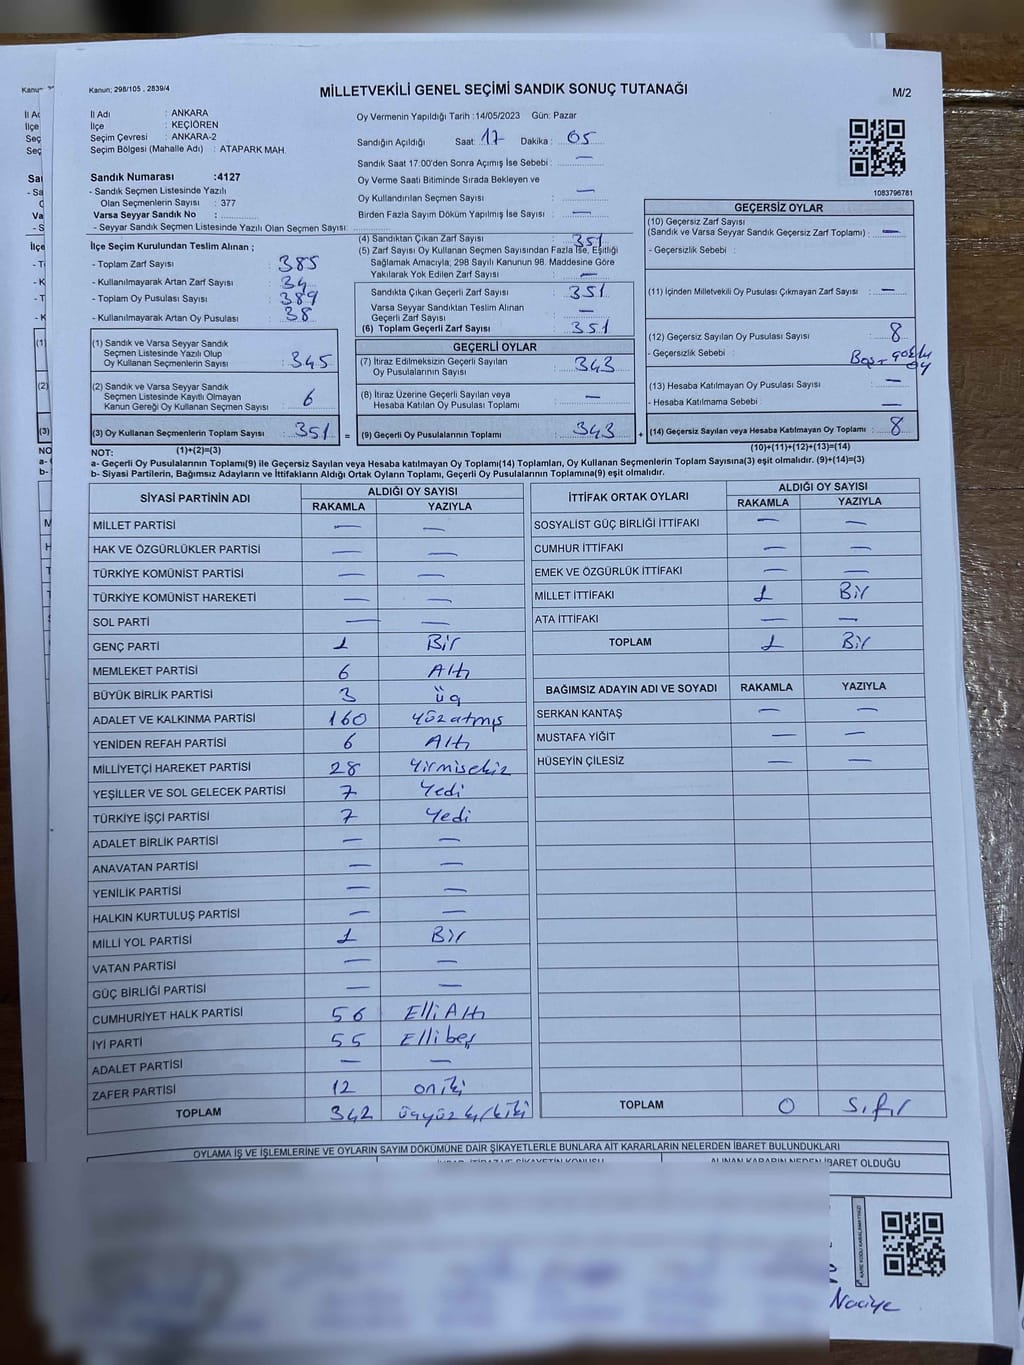 Kanun; 298/105 , 2839/4
MİLLETVEKİLİ GENEL SEÇİMİ SANDIK SONUÇ TUTANAĞI
M/2
İl Adı : ANKARA
İlçe : KEÇİÖREN
Seçim Çevresi : ANKARA-2
Seçim Bölgesi (Mahalle Adı) : ATAPARK MAH.
Oy Vermenin Yapıldığı Tarih :14/05/2023 Gün: Pazar
Sandığın Açıldığı Saat : 17 Dakika : 05
Sandık Saat 17:00'den Sonra Açımış İse Sebebi : —
Oy Verme Saati Bitiminde Sırada Bekleyen ve
Oy Kullandırılan Seçmen Sayısı : —
Birden Fazla Sayım Döküm Yapılmış İse Sayısı : —
1083796781
Sandık Numarası :4127
- Sandık Seçmen Listesinde Yazılı
Olan Seçmenlerin Sayısı : 377
Varsa Seyyar Sandık No :
- Seyyar Sandık Seçmen Listesinde Yazılı Olan Seçmen Sayısı:
İlçe Seçim Kurulundan Teslim Alınan ;
- Toplam Zarf Sayısı : 385
- Kullanılmayarak Artan Zarf Sayısı : 34
- Toplam Oy Pusulası Sayısı : 389
- Kullanılmayarak Artan Oy Pusulası : 38
(1) Sandık ve Varsa Seyyar Sandık
Seçmen Listesinde Yazılı Olup
Oy Kullanan Seçmenlerin Sayısı : 345
(2) Sandık ve Varsa Seyyar Sandık
Seçmen Listesinde Kayıtlı Olmayan
Kanun Gereği Oy Kullanan Seçmen Sayısı : 6
(3) Oy Kullanan Seçmenlerin Toplam Sayısı : 351
(1)+(2)=(3)
(4) Sandıktan Çıkan Zarf Sayısı : 351
(5) Zarf Sayısı Oy Kullanan Seçmen Sayısından Fazla İse, Eşitliği
Sağlamak Amacıyla, 298 Sayılı Kanunun 98. Maddesine Göre
Yakılarak Yok Edilen Zarf Sayısı : —
Sandıkta Çıkan Geçerli Zarf Sayısı : 351
Varsa Seyyar Sandıktan Teslim Alınan
Geçerli Zarf Sayısı : —
(6) Toplam Geçerli Zarf Sayısı : 351
GEÇERLİ OYLAR
(7) İtiraz Edilmeksizin Geçerli Sayılan
Oy Pusulalarının Sayısı : 343
(8) İtiraz Üzerine Geçerli Sayılan veya
Hesaba Katılan Oy Pusulası Toplamı : —
= (9) Geçerli Oy Pusulalarının Toplamı : 343 +
GEÇERSİZ OYLAR
(10) Geçersiz Zarf Sayısı
(Sandık ve Varsa Seyyar Sandık Geçersiz Zarf Toplamı) : —
- Geçersizlik Sebebi :
(11) İçinden Milletvekili Oy Pusulası Çıkmayan Zarf Sayısı : —
(12) Geçersiz Sayılan Oy Pusulası Sayısı : 8
- Geçersizlik Sebebi :
oy
(13) Hesaba Katılmayan Oy Pusulası Sayısı : —
- Hesaba Katılmama Sebebi : —
(14) Geçersiz Sayılan veya Hesaba Katılmayan Oy Toplamı : 8
(10)+(11)+(12)+(13)=(14)
NOT:
a- Geçerli Oy Pusulalarının Toplamı(9) ile Geçersiz Sayılan veya Hesaba katılmayan Oy Toplamı(14) Toplamları, Oy Kullanan Seçmenlerin Toplam Sayısına(3) eşit olmalıdır. (9)+(14)=(3)
b- Siyasi Partilerin, Bağımsız Adayların ve İttifakların Aldığı Ortak Oyların Toplamı, Geçerli Oy Pusulalarının Toplamına(9) eşit olmalıdır.
SİYASİ PARTİNİN ADI ALDIĞI OY SAYISI
RAKAMLA YAZIYLA
MİLLET PARTİSİ — —
HAK VE ÖZGÜRLÜKLER PARTİSİ — —
TÜRKİYE KOMÜNİST PARTİSİ — —
TÜRKİYE KOMÜNİST HAREKETİ — —
SOL PARTİ — —
GENÇ PARTİ 1 Bir
MEMLEKET PARTİSİ 6 Altı
BÜYÜK BİRLİK PARTİSİ 3 üç
ADALET VE KALKINMA PARTİSİ 160 yüz atmış
YENİDEN REFAH PARTİSİ 6 Altı
MİLLİYETÇİ HAREKET PARTİSİ 28 Yirmisekiz
YEŞİLLER VE SOL GELECEK PARTİSİ 7 Yedi
TÜRKİYE İŞÇİ PARTİSİ 7 Yedi
ADALET BİRLİK PARTİSİ — —
ANAVATAN PARTİSİ — —
YENİLİK PARTİSİ — —
HALKIN KURTULUŞ PARTİSİ — —
MİLLİ YOL PARTİSİ 1 Bir
VATAN PARTİSİ — —
GÜÇ BİRLİĞİ PARTİSİ — —
CUMHURİYET HALK PARTİSİ 56 Elli Altı
İYİ PARTİ 55 Elli beş
ADALET PARTİSİ — —
ZAFER PARTİSİ 12 on iki
TOPLAM 342 üçyüz kırkiki
İTTİFAK ORTAK OYLARI ALDIĞI OY SAYISI
RAKAMLA YAZIYLA
SOSYALİST GÜÇ BİRLİĞİ İTTİFAKI — —
CUMHUR İTTİFAKI — —
EMEK VE ÖZGÜRLÜK İTTİFAKI — —
MİLLET İTTİFAKI 1 Bir
ATA İTTİFAKI — —
TOPLAM 1 Bir
BAĞIMSIZ ADAYIN ADI VE SOYADI RAKAMLA YAZIYLA
SERKAN KANTAŞ — —
MUSTAFA YİĞİT — —
HÜSEYİN ÇİLESİZ — —
TOPLAM 0 Sıfır
OYLAMA İŞ VE İŞLEMLERİNE VE OYLARIN SAYIM DÖKÜMÜNE DAİR ŞİKAYETLERLE BUNLARA AİT KARARLARIN NELERDEN İBARET BULUNDUKLARI
ALINAN KARARIN NEDEN İBARET OLDUĞU
Naciye